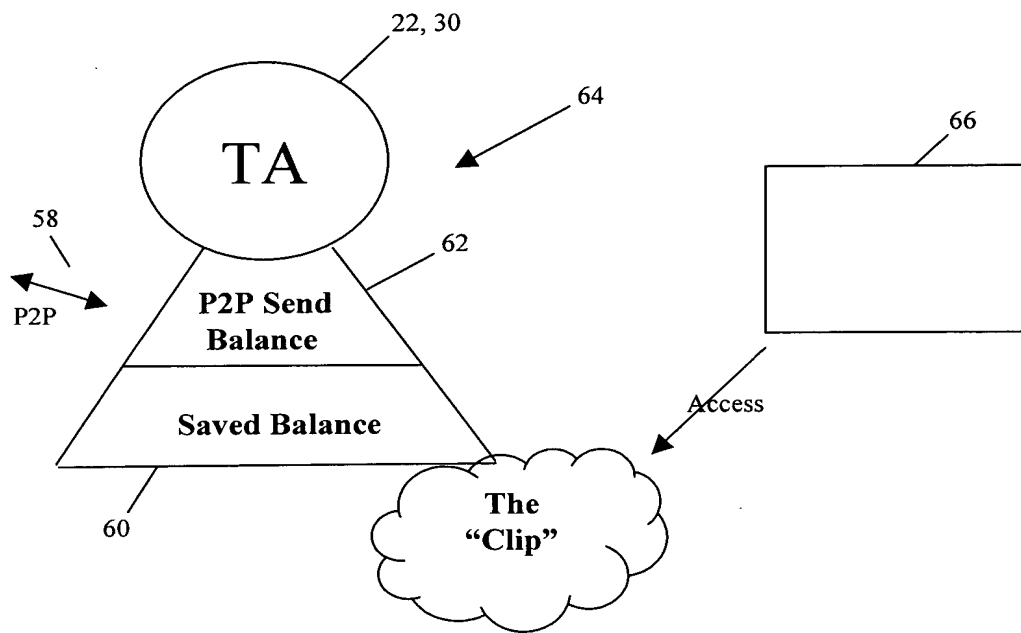 22, 30
TA
64
66
58
P2P
62
P2P Send
Balance
Saved Balance
Access
60
The
“Clip”